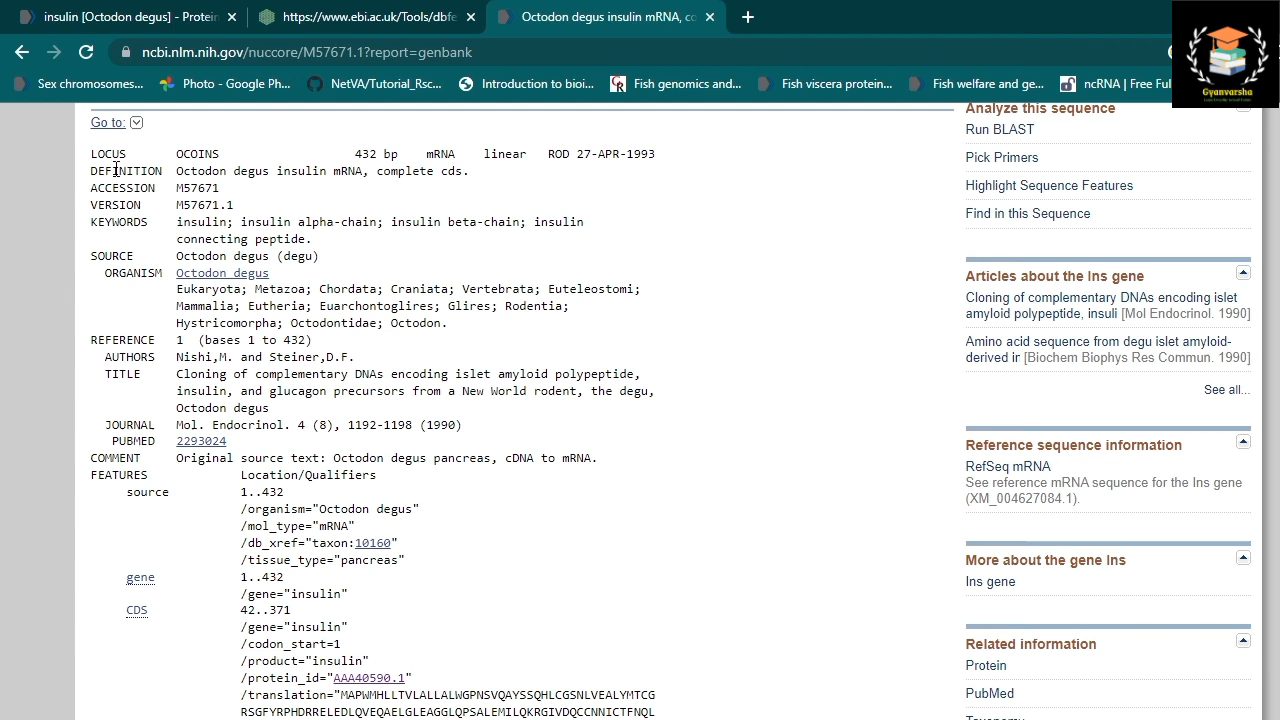 insulin [Octodon degus] - Protein
https://www.ebi.ac.uk/Tools/dbfe
Octodon degus insulin mRNA, co
ncbi.nlm.nih.gov/nuccore/M57671.1?report=genbank
Sex chromosomes...
Photo - Google Ph...
NetVA/Tutorial_Rsc...
Introduction to bioi...
Fish genomics and...
Fish viscera protein...
Fish welfare and ge...
ncRNA | Free Full
Gyanvarsha
Go to:
LOCUS OCOINS 432 bp mRNA linear ROD 27-APR-1993
DEFINITION Octodon degus insulin mRNA, complete cds.
ACCESSION M57671
VERSION M57671.1
KEYWORDS insulin; insulin alpha-chain; insulin beta-chain; insulin
connecting peptide.
SOURCE Octodon degus (degu)
ORGANISM Octodon degus
Eukaryota; Metazoa; Chordata; Craniata; Vertebrata; Euteleostomi;
Mammalia; Eutheria; Euarchontoglires; Glires; Rodentia;
Hystricomorpha; Octodontidae; Octodon.
REFERENCE 1 (bases 1 to 432)
AUTHORS Nishi,M. and Steiner,D.F.
TITLE Cloning of complementary DNAs encoding islet amyloid polypeptide,
insulin, and glucagon precursors from a New World rodent, the degu,
Octodon degus
JOURNAL Mol. Endocrinol. 4 (8), 1192-1198 (1990)
PUBMED 2293024
COMMENT Original source text: Octodon degus pancreas, cDNA to mRNA.
FEATURES Location/Qualifiers
source 1..432
/organism="Octodon degus"
/mol_type="mRNA"
/db_xref="taxon:10160"
/tissue_type="pancreas"
gene 1..432
/gene="insulin"
CDS 42..371
/gene="insulin"
/codon_start=1
/product="insulin"
/protein_id="AAA40590.1"
/translation="MAPWMHLLTVLALLALWGPNSVQAYSSQHLCGSNLVEALYMTCG
RSGFYRPHDRRELEDLQVEQAELGLEAGGLQPSALEMILQKRGIVDQCCNNICTFNQL
Analyze this sequence
Run BLAST
Pick Primers
Highlight Sequence Features
Find in this Sequence
Articles about the Ins gene
Cloning of complementary DNAs encoding islet
amyloid polypeptide, insuli [Mol Endocrinol. 1990]
Amino acid sequence from degu islet amyloid-
derived ir [Biochem Biophys Res Commun. 1990]
See all...
Reference sequence information
RefSeq mRNA
See reference mRNA sequence for the Ins gene
(XM_004627084.1).
More about the gene Ins
Ins gene
Related information
Protein
PubMed
Taxonomy